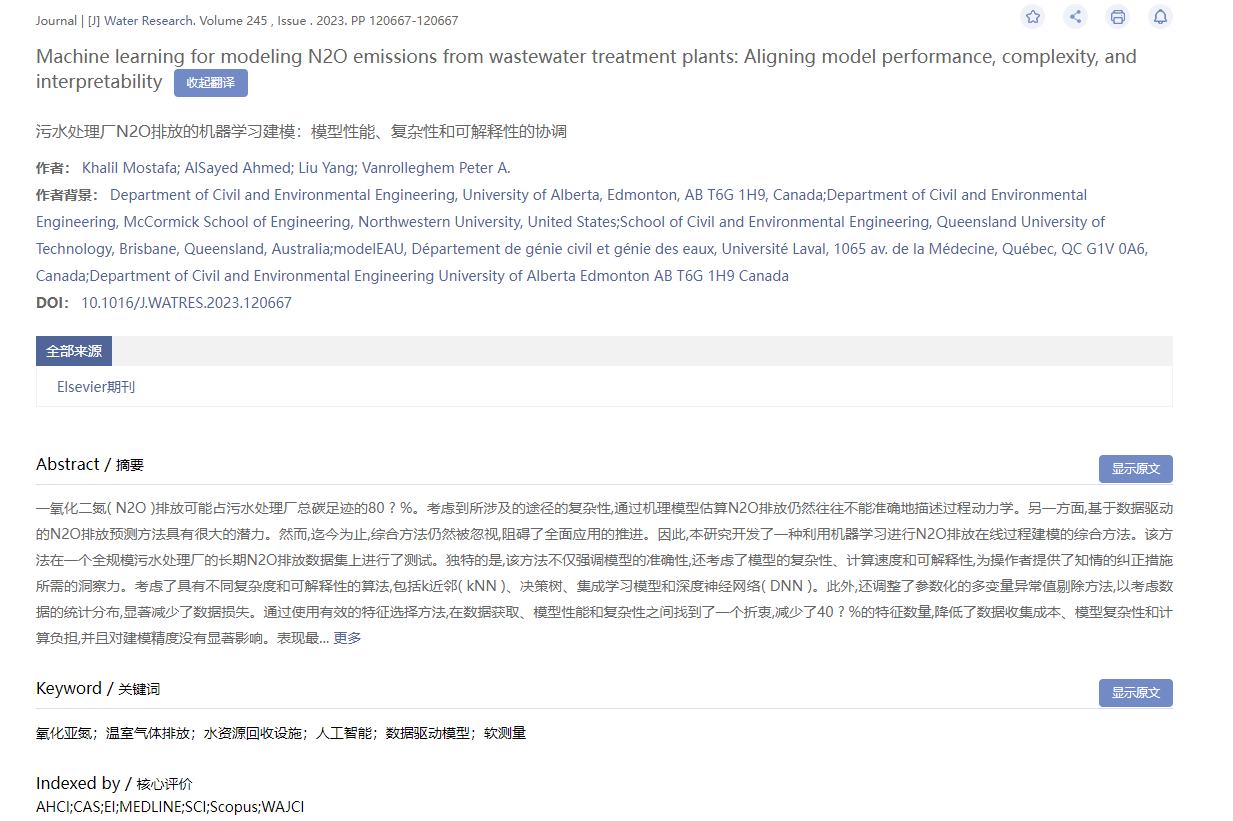 Journal | [J] Water Research. Volume 245 , Issue . 2023. PP 120667-120667
Machine learning for modeling N2O emissions from wastewater treatment plants: Aligning model performance, complexity, and
interpretability 收起翻译
污水处理厂N2O排放的机器学习建模：模型性能、复杂性和可解释性的协调
作者： Khalil Mostafa; AlSayed Ahmed; Liu Yang; Vanrolleghem Peter A.
作者背景： Department of Civil and Environmental Engineering, University of Alberta, Edmonton, AB T6G 1H9, Canada;Department of Civil and Environmental
Engineering, McCormick School of Engineering, Northwestern University, United States;School of Civil and Environmental Engineering, Queensland University of
Technology, Brisbane, Queensland, Australia;modelEAU, Département de génie civil et génie des eaux, Université Laval, 1065 av. de la Médecine, Québec, QC G1V 0A6,
Canada;Department of Civil and Environmental Engineering University of Alberta Edmonton AB T6G 1H9 Canada
DOI： 10.1016/J.WATRES.2023.120667
全部来源
Elsevier期刊
Abstract / 摘要
显示原文
一氧化二氮( N2O )排放可能占污水处理厂总碳足迹的80 ? %。考虑到所涉及的途径的复杂性,通过机理模型估算N2O排放仍然往往不能准确地描述过程动力学。另一方面,基于数据驱动
的N2O排放预测方法具有很大的潜力。然而,迄今为止,综合方法仍然被忽视,阻碍了全面应用的推进。因此,本研究开发了一种利用机器学习进行N2O排放在线过程建模的综合方法。该方
法在一个全规模污水处理厂的长期N2O排放数据集上进行了测试。独特的是,该方法不仅强调模型的准确性,还考虑了模型的复杂性、计算速度和可解释性,为操作者提供了知情的纠正措施
所需的洞察力。考虑了具有不同复杂度和可解释性的算法,包括k近邻( kNN )、决策树、集成学习模型和深度神经网络( DNN )。此外,还调整了参数化的多变量异常值剔除方法,以考虑数
据的统计分布,显著减少了数据损失。通过使用有效的特征选择方法,在数据获取、模型性能和复杂性之间找到了一个折衷,减少了40 ? %的特征数量,降低了数据收集成本、模型复杂性和计
算负担,并且对建模精度没有显著影响。表现最... 更多
Keyword / 关键词
显示原文
氧化亚氮；温室气体排放；水资源回收设施；人工智能；数据驱动模型；软测量
Indexed by / 核心评价
AHCI;CAS;EI;MEDLINE;SCI;Scopus;WAJCI